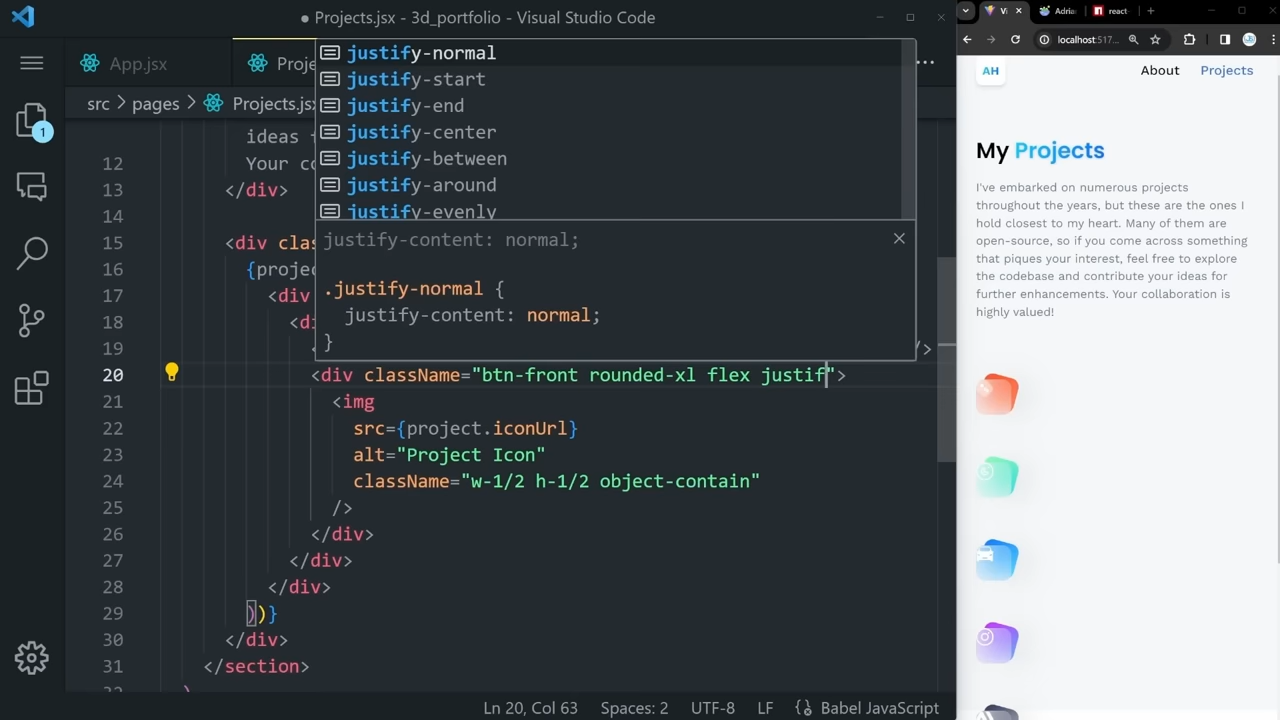 ● Projects.jsx - 3d_portfolio - Visual Studio Code
App.jsx
Proje
src > pages > Projects.jsx
justify-normal
justify-start
justify-end
justify-center
justify-between
justify-around
justify-evenly
justify-content: normal;
.justify-normal {
justify-content: normal;
}
ideas
12 Your co
13 </div>
14
15 <div clas
16 {projec
17 <div
18 <di
19 < />
20 <div className="btn-front rounded-xl flex justif">
21 <img
22 src={project.iconUrl}
23 alt="Project Icon"
24 className="w-1/2 h-1/2 object-contain"
25 />
26 </div>
27 </div>
28 </div>
29 ))}
30 </div>
31 </section>
1
Ln 20, Col 63 Spaces: 2 UTF-8 LF Babel JavaScript
Vi Adria react
localhost:517...
AH About Projects
My Projects
I've embarked on numerous projects
throughout the years, but these are the ones I
hold closest to my heart. Many of them are
open-source, so if you come across something
that piques your interest, feel free to explore
the codebase and contribute your ideas for
further enhancements. Your collaboration is
highly valued!